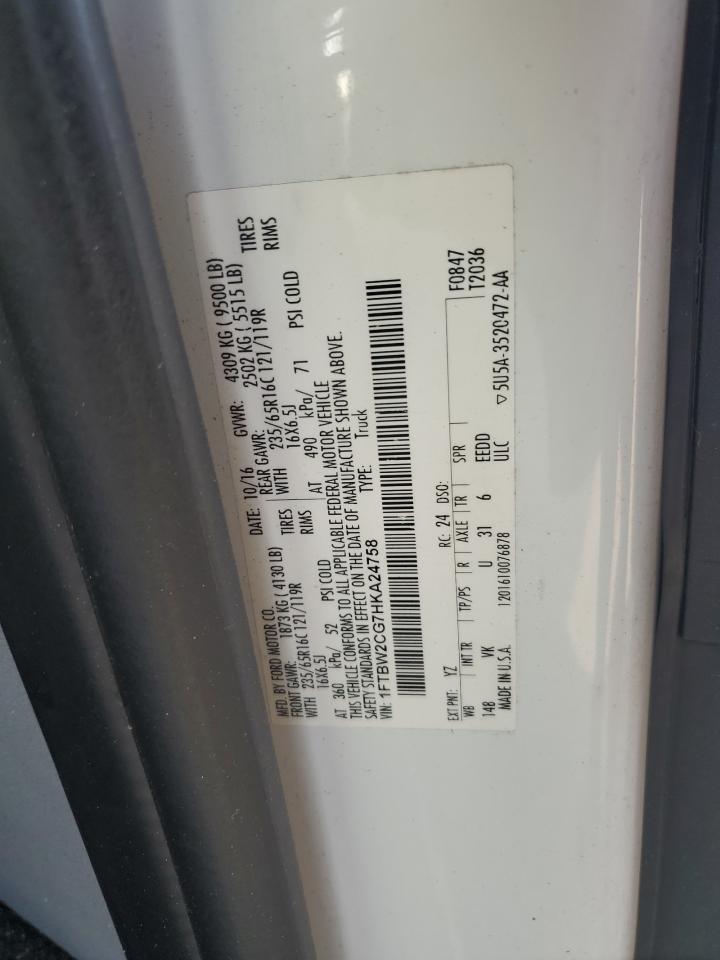 MFD. BY FORD MOTOR CO.
DATE: 10/16 GVWR: 4309 KG ( 9500 LB)
FRONT GAWR: 1873 KG ( 4130 LB) REAR GAWR: 2502 KG ( 5515 LB)
WITH 235/65R16C 121/119R TIRES WITH 235/65R16C 121/119R TIRES
16X6.5J RIMS 16X6.5J RIMS
AT 360 kPa/ 52 PSI COLD AT 490 kPa/ 71 PSI COLD
THIS VEHICLE CONFORMS TO ALL APPLICABLE FEDERAL MOTOR VEHICLE
SAFETY STANDARDS IN EFFECT ON THE DATE OF MANUFACTURE SHOWN ABOVE.
VIN: 1FTBW2CG7HKA24758 TYPE: Truck
EXT PNT: YZ RC: 24 DSO: F0847
WB INT TR TP/PS R AXLE TR SPR T2036
148 VK U 31 6 EEDD
MADE IN U.S.A. 1201610076878 ULC ▽5U5A-3520472-AA